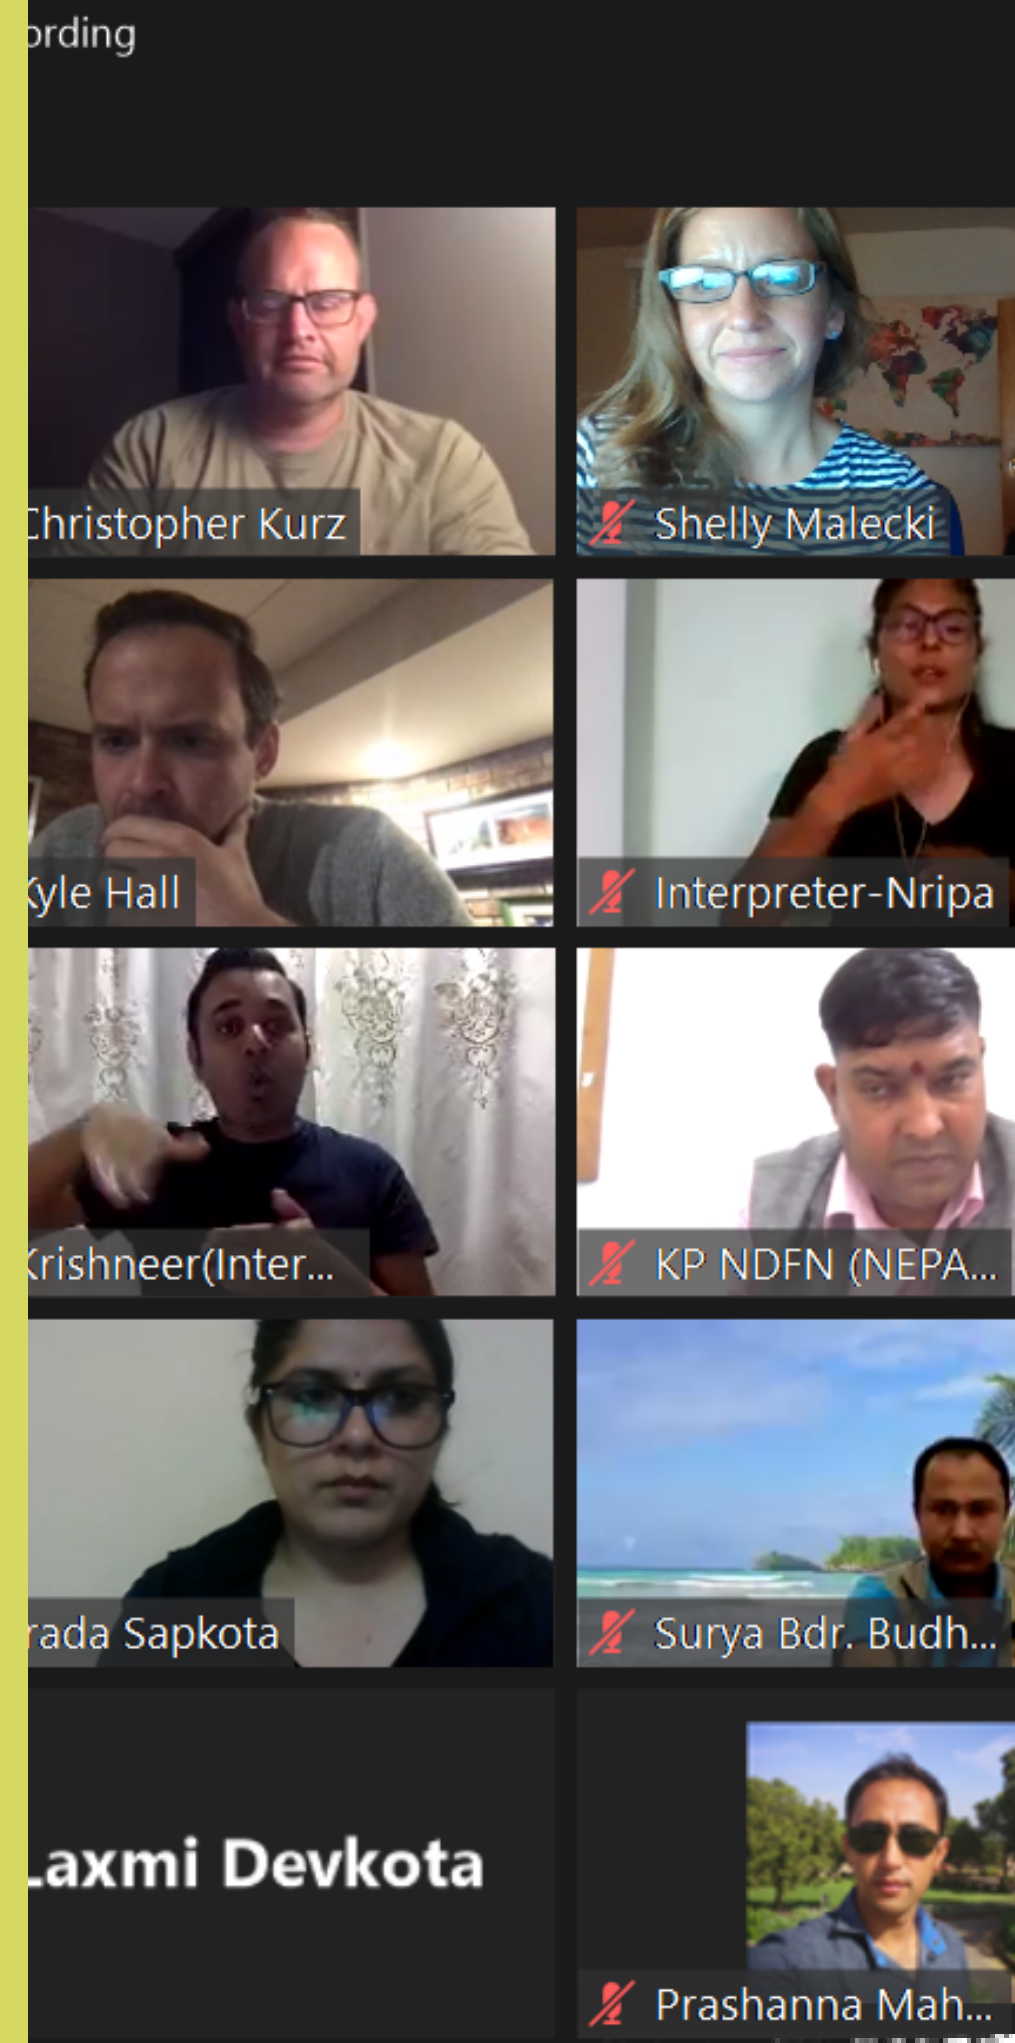 ording
Christopher Kurz
Shelly Malecki
Kyle Hall
Interpreter-Nripa
Krishneer(Inter...
KP NDFN (NEPA...
rada Sapkota
Surya Bdr. Budh...
Laxmi Devkota
Prashanna Mah...